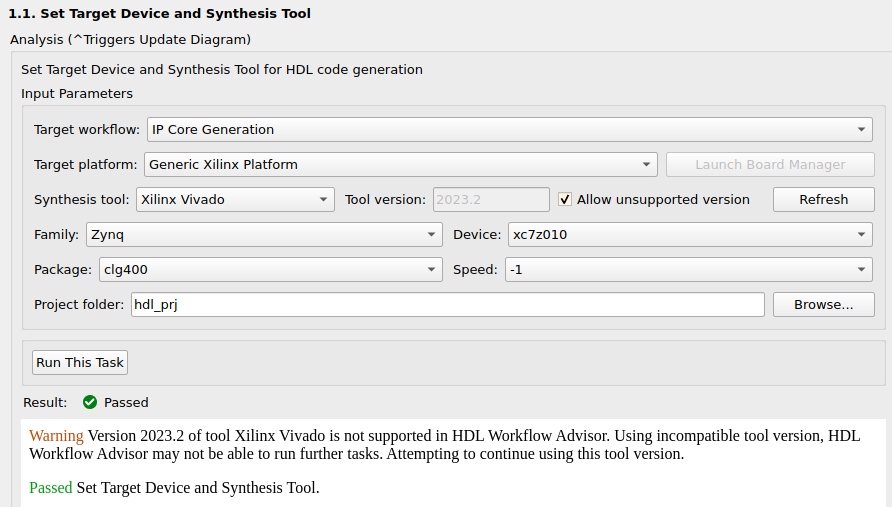 1.1. Set Target Device and Synthesis Tool
Analysis (^Triggers Update Diagram)
Set Target Device and Synthesis Tool for HDL code generation
Input Parameters
Target workflow: IP Core Generation
Target platform: Generic Xilinx Platform Launch Board Manager
Synthesis tool: Xilinx Vivado Tool version: 2023.2 Allow unsupported version Refresh
Family: Zynq Device: xc7z010
Package: clg400 Speed: -1
Project folder: hdl_prj Browse...
Run This Task
Result: Passed
Warning Version 2023.2 of tool Xilinx Vivado is not supported in HDL Workflow Advisor. Using incompatible tool version, HDL
Workflow Advisor may not be able to run further tasks. Attempting to continue using this tool version.
Passed Set Target Device and Synthesis Tool.